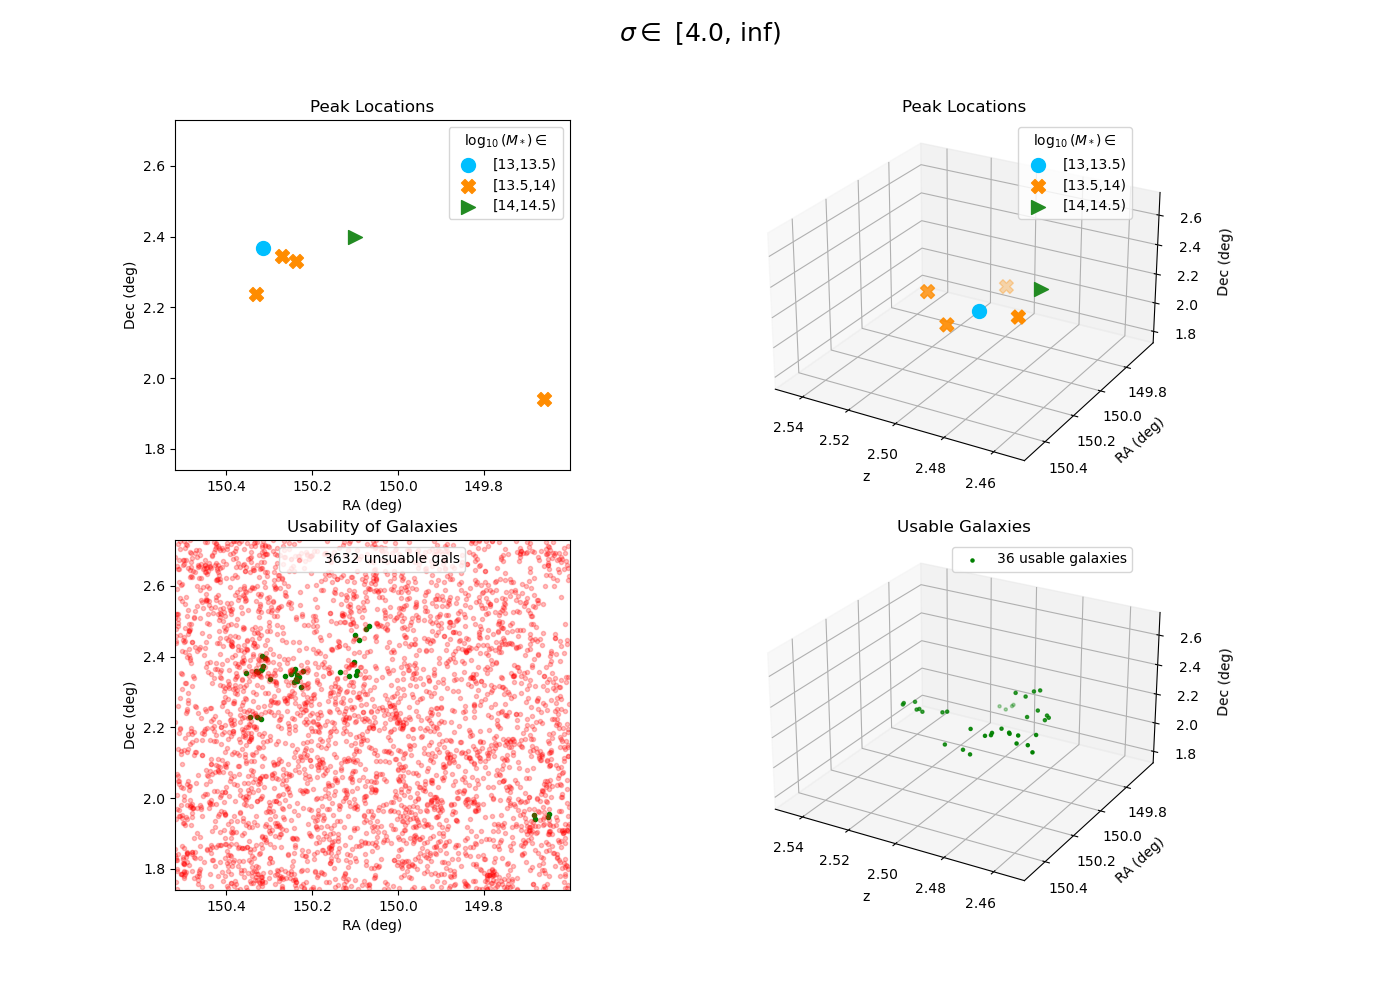 σ ∈ [4.0, inf)
Peak Locations
log₁₀(M*) ∈
[13,13.5)
[13.5,14)
[14,14.5)
2.6
2.4
2.2
2.0
1.8
Dec (deg)
150.4 150.2 150.0 149.8
RA (deg)
Peak Locations
log₁₀(M*) ∈
[13,13.5)
[13.5,14)
[14,14.5)
2.6
2.4
2.2
2.0
1.8
Dec (deg)
149.8
150.0
150.2
150.4
RA (deg)
2.54
2.52
2.50
2.48
2.46
z
Usability of Galaxies
3632 unsuable gals
2.6
2.4
2.2
2.0
1.8
Dec (deg)
150.4 150.2 150.0 149.8
RA (deg)
Usable Galaxies
36 usable galaxies
2.6
2.4
2.2
2.0
1.8
Dec (deg)
149.8
150.0
150.2
150.4
RA (deg)
2.54
2.52
2.50
2.48
2.46
z